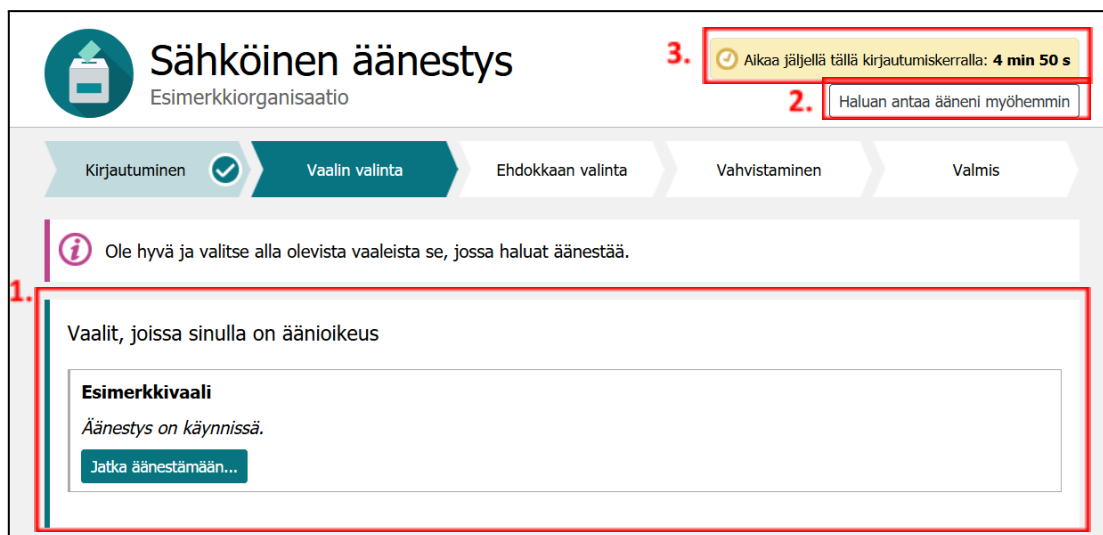 Sähköinen äänestys
Esimerkkiorganisaatio
3.
Aikaa jäljellä tällä kirjautumiskerralla: 4 min 50 s
2.
Haluan antaa ääneni myöhemmin
Kirjautuminen
Vaalin valinta
Ehdokkaan valinta
Vahvistaminen
Valmis
Ole hyvä ja valitse alla olevista vaaleista se, jossa haluat äänestää.
1.
Vaalit, joissa sinulla on äänioikeus
Esimerkkivaali
Äänestys on käynnissä.
Jatka äänestämään...